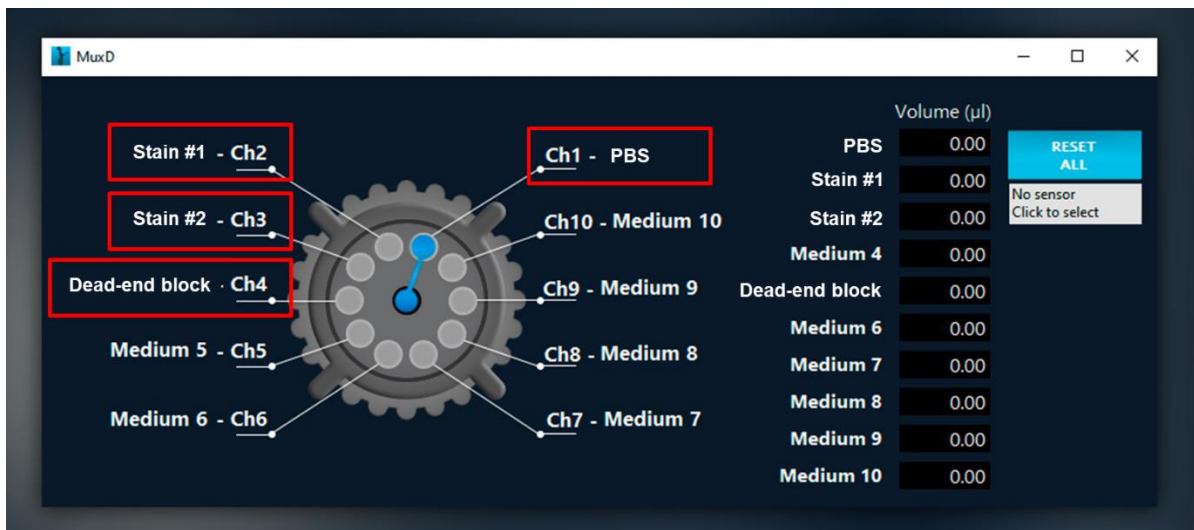 MuxD
Stain #1 - Ch2
Stain #2 - Ch3
Dead-end block · Ch4
Medium 5 - Ch5
Medium 6 - Ch6
Ch1 - PBS
Ch10 - Medium 10
Ch9 - Medium 9
Ch8 - Medium 8
Ch7 - Medium 7
Volume (µl)
PBS 0.00
Stain #1 0.00
Stain #2 0.00
Medium 4 0.00
Dead-end block 0.00
Medium 6 0.00
Medium 7 0.00
Medium 8 0.00
Medium 9 0.00
Medium 10 0.00
RESET
ALL
No sensor
Click to select